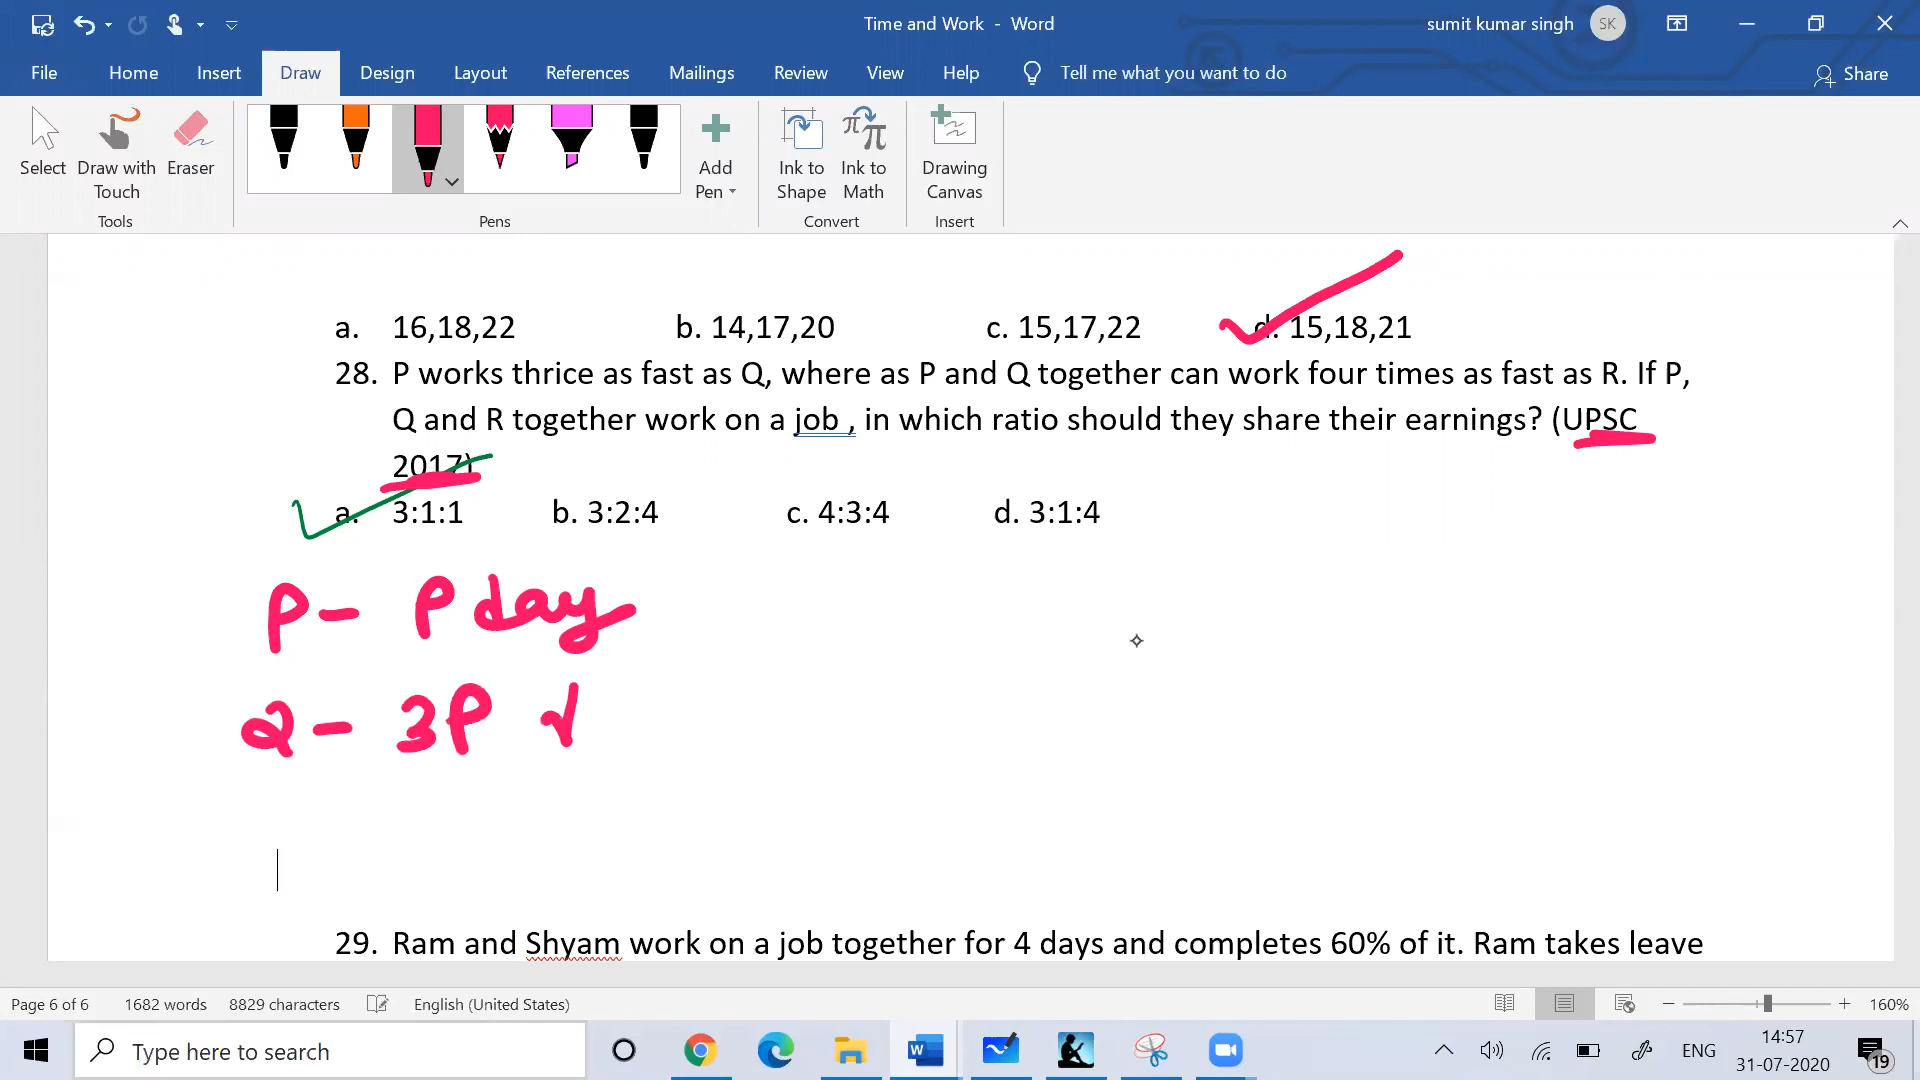 Time and Work - Word
sumit kumar singh
SK
File Home Insert Draw Design Layout References Mailings Review View Help Tell me what you want to do
Share
Select
Draw with Touch
Eraser
Add Pen
Ink to Shape
Ink to Math
Drawing Canvas
Tools
Pens
Convert
Insert
a. 16,18,22 b. 14,17,20 c. 15,17,22 d. 15,18,21
28. P works thrice as fast as Q, where as P and Q together can work four times as fast as R. If P,
Q and R together work on a job , in which ratio should they share their earnings? (UPSC
2017)
a. 3:1:1 b. 3:2:4 c. 4:3:4 d. 3:1:4
P - P day
Q - 3P
29. Ram and Shyam work on a job together for 4 days and completes 60% of it. Ram takes leave
Page 6 of 6 1682 words 8829 characters English (United States)
160%
Type here to search
ENG
14:57
31-07-2020
19